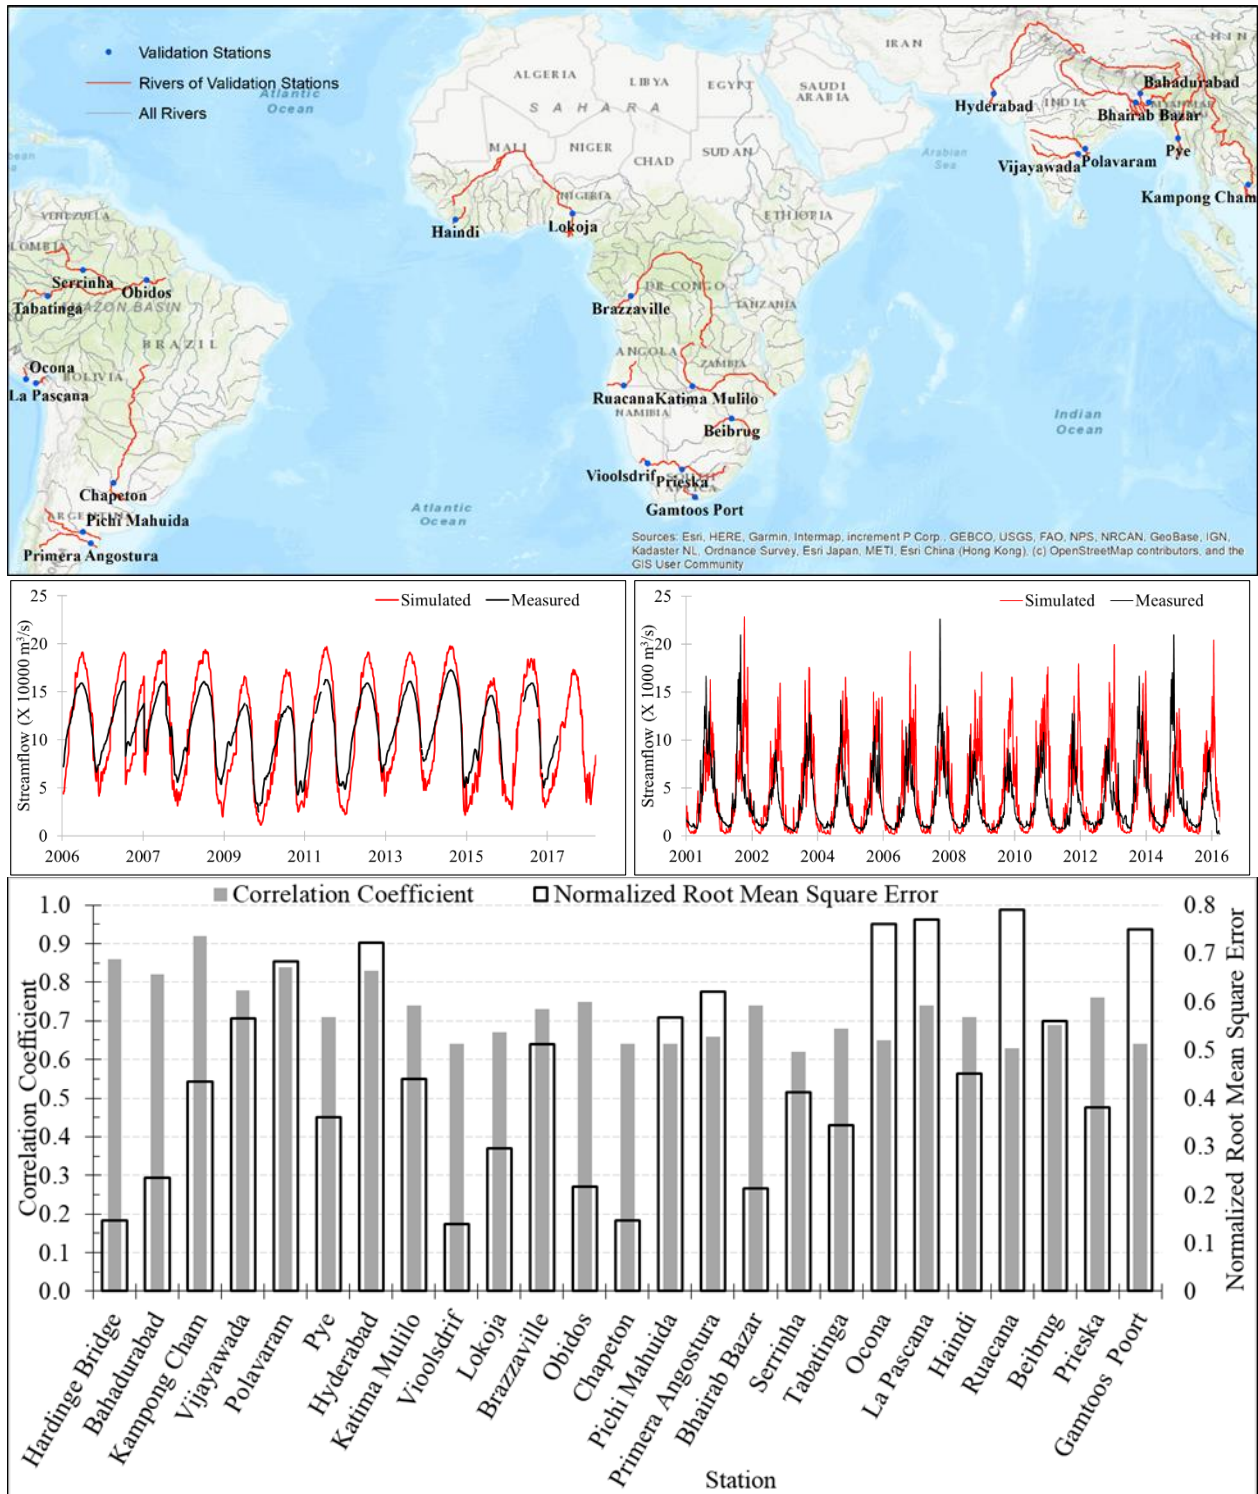 Validation Stations
Rivers of Validation Stations
All Rivers
Atlantic
Ocean
ALGERIA
LIBYA
EGYPT
SAUDI
ARABIA
IRAN
CHINA
SAHARA
MALI
NIGER
CHAD
SUDAN
NIGERIA
ETHIOPIA
Arabian
Sea
INDIA
MYANMAR
Hyderabad
Bahadurabad
Bhairab Bazar
Pye
Vijayawada
Polavaram
Kampong Cham
VENEZUELA
OLOMBIA
Haindi
Lokoja
Serrinha
Obidos
Tabatinga
AMAZON BASIN
BRAZIL
Brazzaville
DR CONGO
TANZANIA
ANGOLA
ZAMBIA
Ocona
BOLIVIA
La Pascana
Ruacana
Katima Mulilo
NAMIBIA
Beibrug
Indian
Ocean
Vioolsdrif
Prieska
SOUTH
AFRICA
Gamtoos Port
Chapeton
ARGENTINA
Pichi Mahuida
Primera Angostura
Atlantic
Ocean
Sources: Esri, HERE, Garmin, Intermap, increment P Corp., GEBCO, USGS, FAO, NPS, NRCAN, GeoBase, IGN,
Kadaster NL, Ordnance Survey, Esri Japan, METI, Esri China (Hong Kong), (c) OpenStreetMap contributors, and the
GIS User Community
Simulated Measured
Streamflow (X 1000 m³/s)
25
20
15
10
5
0
2006 2007 2009 2011 2013 2015 2017
Simulated Measured
Streamflow (X 1000 m³/s)
25
20
15
10
5
0
2001 2002 2004 2006 2008 2010 2012 2014 2016
Correlation Coefficient Normalized Root Mean Square Error
Correlation Coefficient
1.0
0.9
0.8
0.7
0.6
0.5
0.4
0.3
0.2
0.1
0.0
0.8
0.7
0.6
0.5
0.4
0.3
0.2
0.1
0
Normalized Root Mean Square Error
Hardinge Bridge
Bahadurabad
Kampong Cham
Vijayawada
Polavaram
Pye
Hyderabad
Katima Mulilo
Vioolsdrif
Lokoja
Brazzaville
Obidos
Chapeton
Pichi Mahuida
Primera Angostura
Bhairab Bazar
Serrinha
Tabatinga
Ocona
La Pascana
Haindi
Ruacana
Beibrug
Prieska
Gamtoos Poort
Station